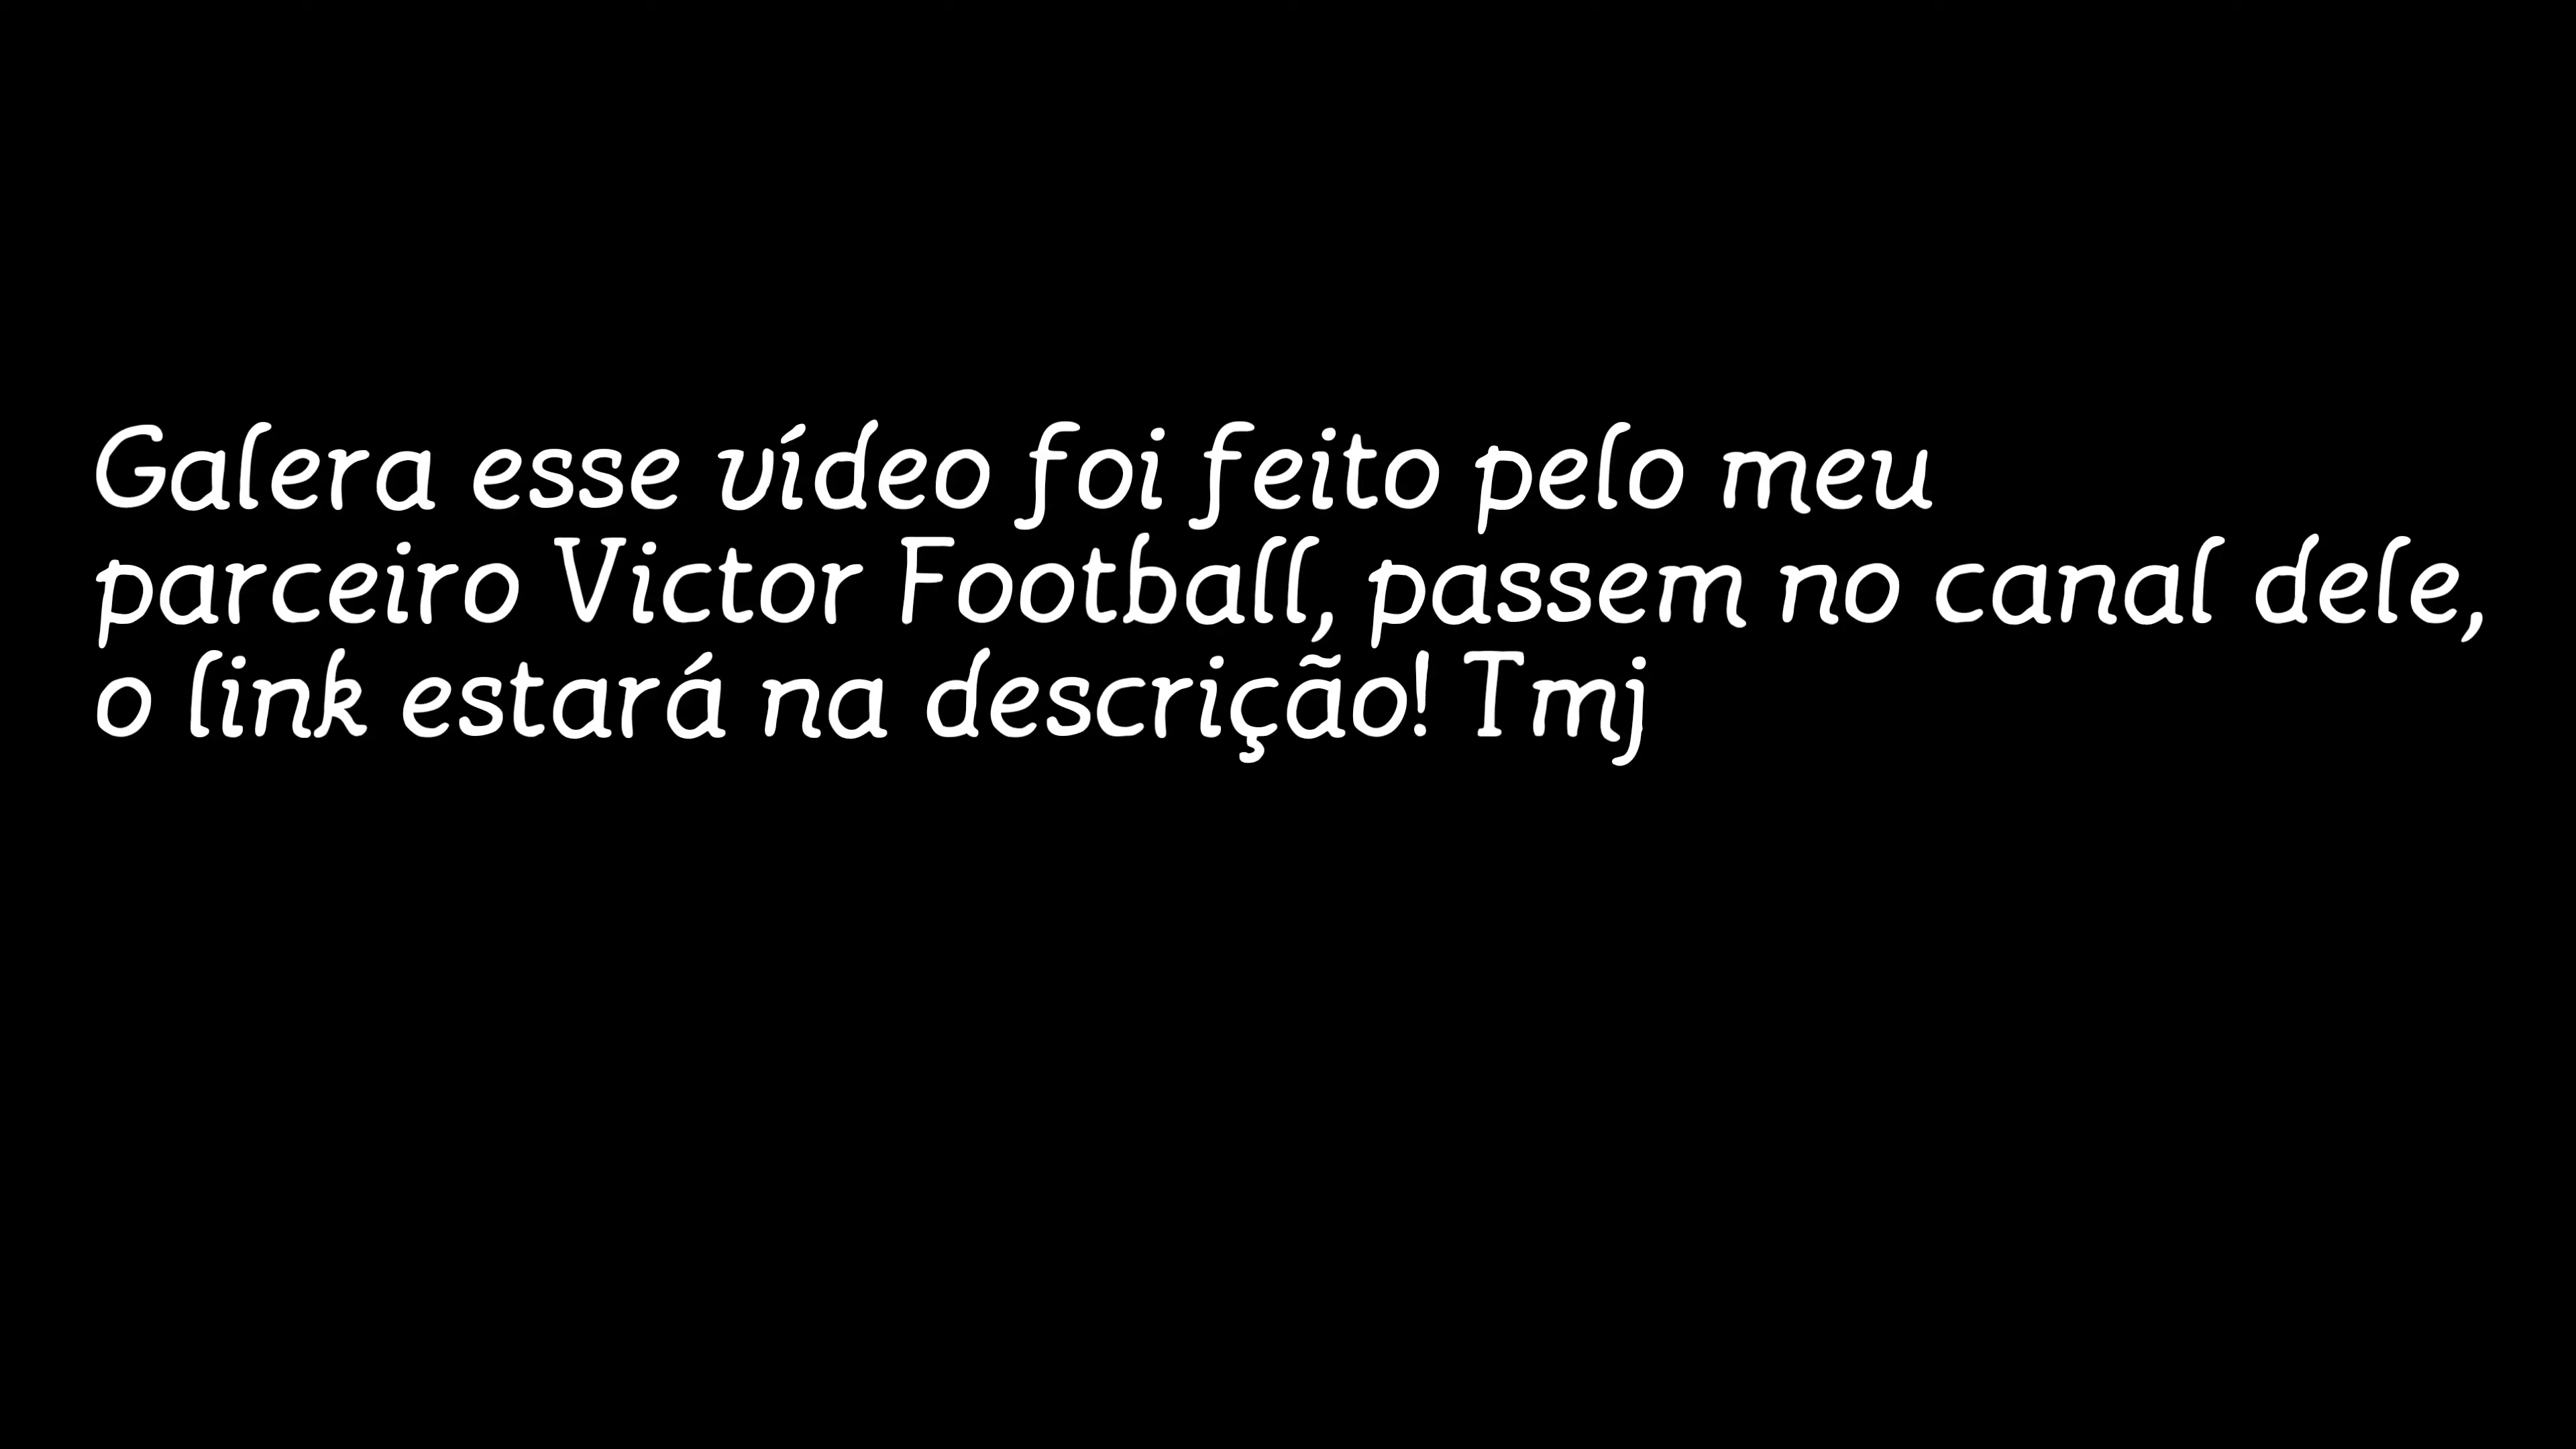 Galera esse vídeo foi feito pelo meu
parceiro Victor Football, passem no canal dele,
o link estará na descrição! Tmj